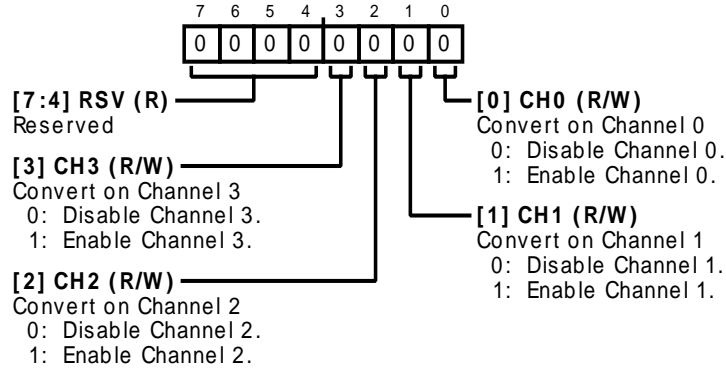 7 6 5 4 3 2 1 0
0 0 0 0 0 0 0 0
[7:4] RSV (R)
Reserved
[3] CH3 (R/W)
Convert on Channel 3
0: Disable Channel 3.
1: Enable Channel 3.
[2] CH2 (R/W)
Convert on Channel 2
0: Disable Channel 2.
1: Enable Channel 2.
[0] CH0 (R/W)
Convert on Channel 0
0: Disable Channel 0.
1: Enable Channel 0.
[1] CH1 (R/W)
Convert on Channel 1
0: Disable Channel 1.
1: Enable Channel 1.